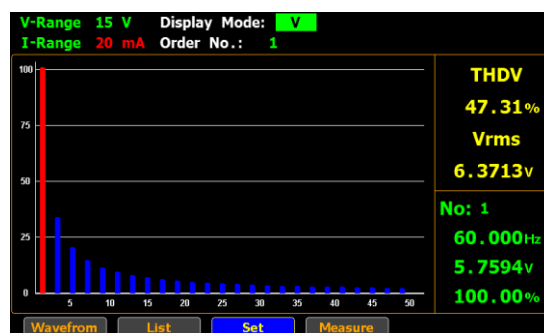 V-Range 15 V Display Mode: V
I-Range 20 mA Order No.: 1
100
75
50
25
0
5 10 15 20 25 30 35 40 45 50
THDV
47.31%
Vrms
6.3713V
No: 1
60.000Hz
5.7594V
100.00%
Wavefrom List Set Measure